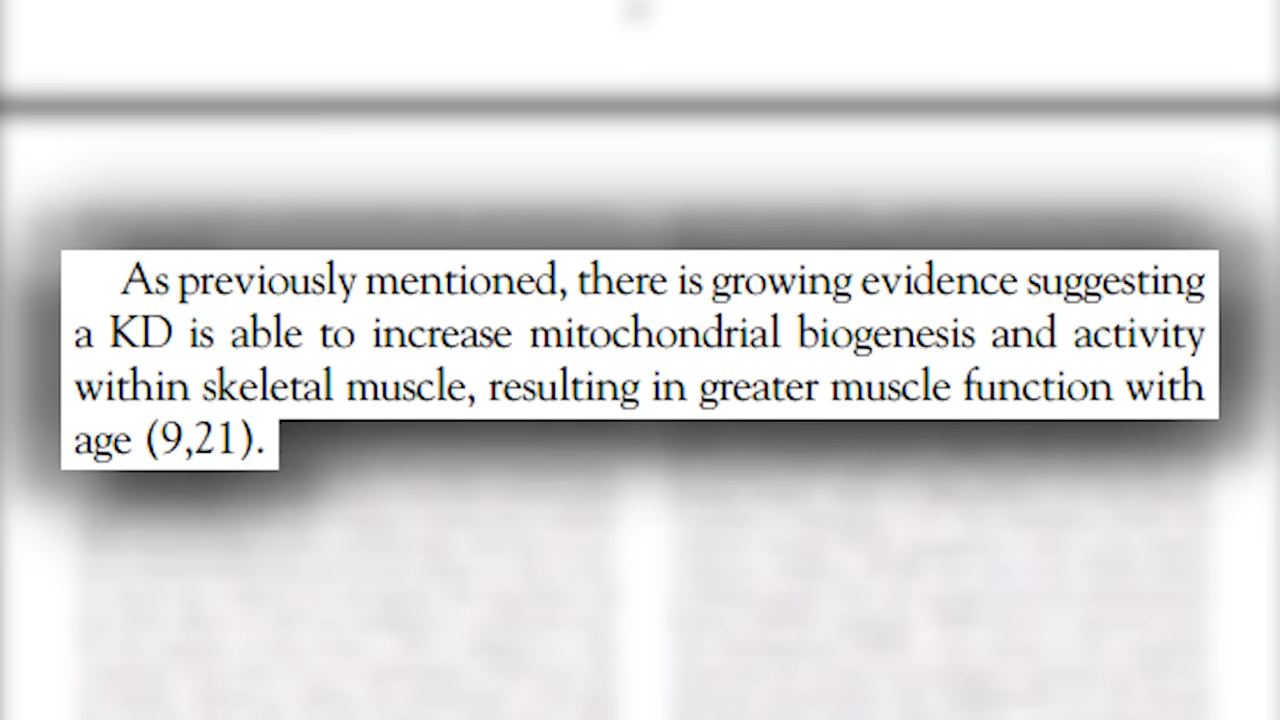 As previously mentioned, there is growing evidence suggesting
a KD is able to increase mitochondrial biogenesis and activity
within skeletal muscle, resulting in greater muscle function with
age (9,21).